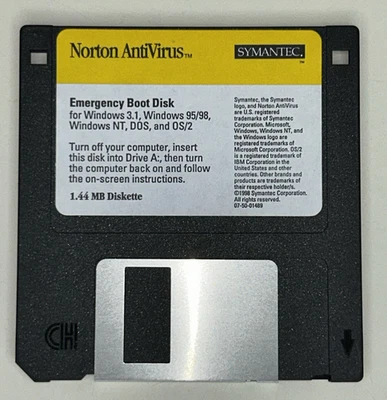 Norton AntiVirus™
SYMANTEC.™
Emergency Boot Disk
for Windows 3.1, Windows 95/98,
Windows NT, DOS, and OS/2
Turn off your computer, insert
this disk into Drive A:, then turn
the computer back on and follow
the on-screen instructions.
1.44 MB Diskette
Symantec, the Symantec
logo, and Norton AntiVirus
are U.S. registered
trademarks of Symantec
Corporation. Microsoft,
Windows, Windows NT, and
the Windows logo are
registered trademarks of
Microsoft Corporation. OS/2
is a registered trademark of
IBM Corporation in the
United States and other
countries. Other brands and
products are trademarks of
their respective holder/s.
©1998 Symantec Corporation.
All rights reserved.
07-50-01489